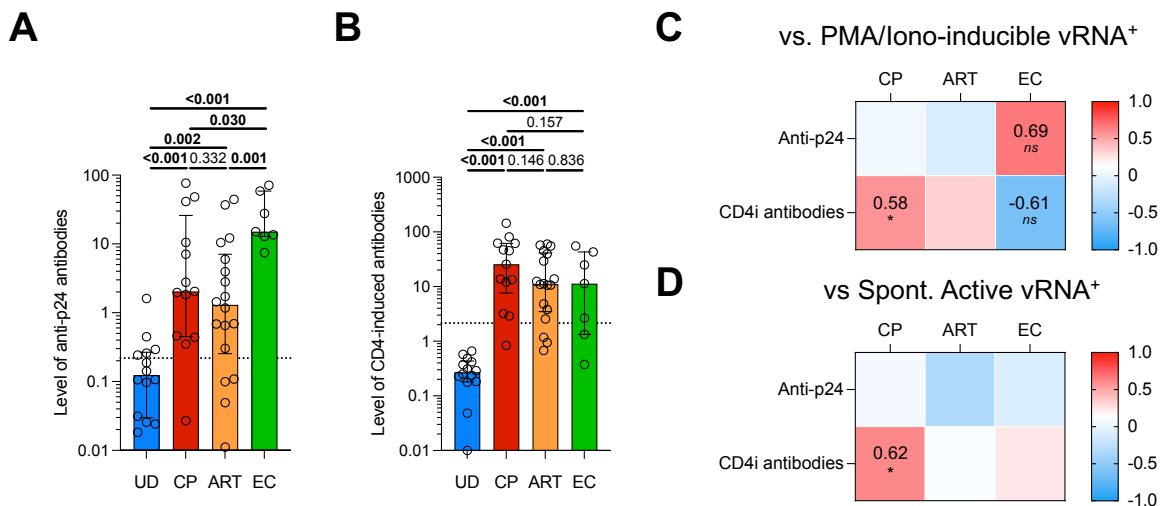 A
<0.001
0.030
0.002
<0.001 0.332 0.001
Level of anti-p24 antibodies
100
10
1
0.1
0.01
UD CP ART EC
B
<0.001
0.157
<0.001
<0.001 0.146 0.836
Level of CD4-induced antibodies
1000
100
10
1
0.1
0.01
UD CP ART EC
C
vs. PMA/Iono-inducible vRNA⁺
CP ART EC
Anti-p24
0.69
ns
CD4i antibodies
0.58
*
-0.61
ns
1.0
0.5
0
-0.5
-1.0
D
vs Spont. Active vRNA⁺
CP ART EC
Anti-p24
CD4i antibodies
0.62
*
1.0
0.5
0
-0.5
-1.0